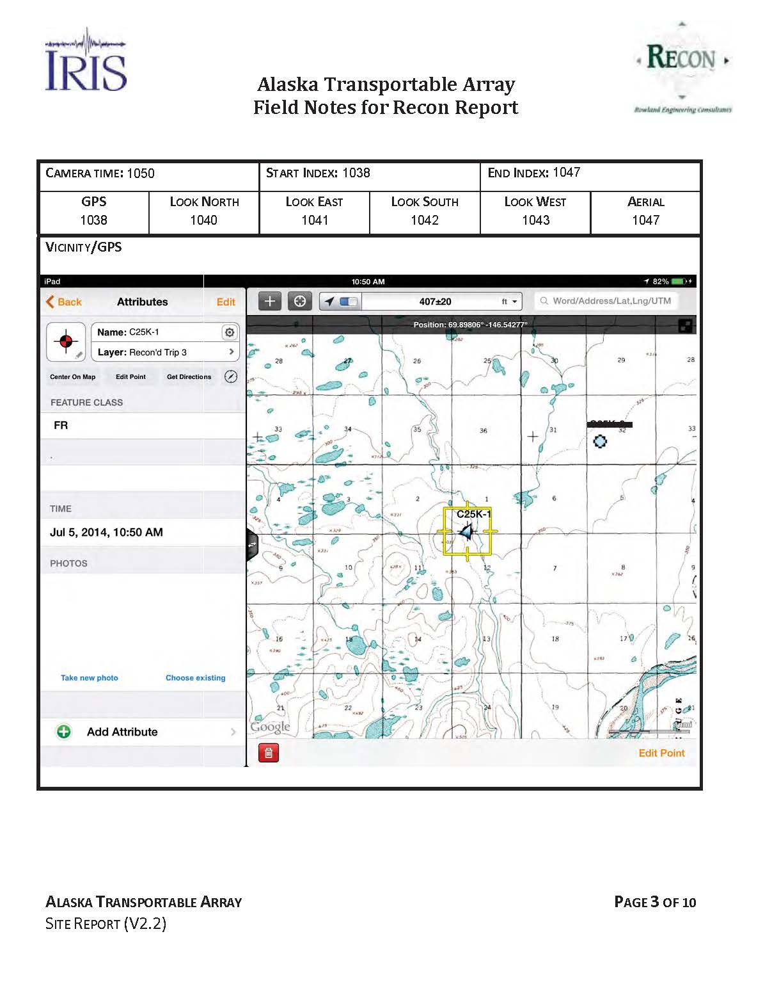 IRIS
RECON
Rowland Engineering Consultants
Alaska Transportable Array
Field Notes for Recon Report
CAMERA TIME: 1050
START INDEX: 1038
END INDEX: 1047
GPS
1038
LOOK NORTH
1040
LOOK EAST
1041
LOOK SOUTH
1042
LOOK WEST
1043
AERIAL
1047
VICINITY/GPS
iPad
10:50 AM
82%
Back
Attributes
Edit
407±20
ft
Word/Address/Lat,Lng/UTM
Name: C25K-1
Layer: Recon'd Trip 3
Center On Map
Edit Point
Get Directions
FEATURE CLASS
FR
.
TIME
Jul 5, 2014, 10:50 AM
PHOTOS
Take new photo
Choose existing
Add Attribute
Position: 69.89806° -146.54277°
28 27 26 25 30 29 28
33 34 35 36 31 32 33
4 3 2 1 6 5 4
C25K-1
9 10 11 12 7 8 9
16 15 14 13 18 17 16
21 22 23 24 19 20 21
Google
Edit Point
ALASKA TRANSPORTABLE ARRAY
PAGE 3 OF 10
SITE REPORT (V2.2)